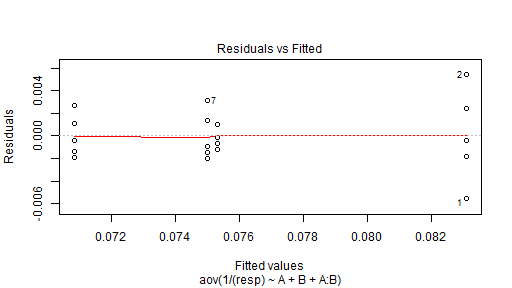 Residuals vs Fitted
Residuals
0.004
0.000
-0.006
2
7
1
0.072 0.074 0.076 0.078 0.080 0.082
Fitted values
aov(1/(resp) ~ A + B + A:B)